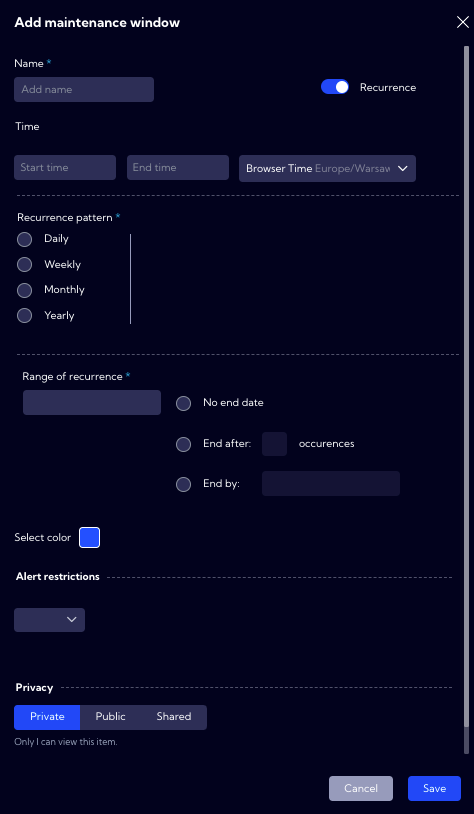 Add maintenance window
Name *
Add name
Recurrence
Time
Start time
End time
Browser Time Europe/Warsaw
Recurrence pattern *
Daily
Weekly
Monthly
Yearly
Range of recurrence *
No end date
End after: occurences
End by:
Select color
Alert restrictions
Privacy
Private Public Shared
Only I can view this item.
Cancel Save